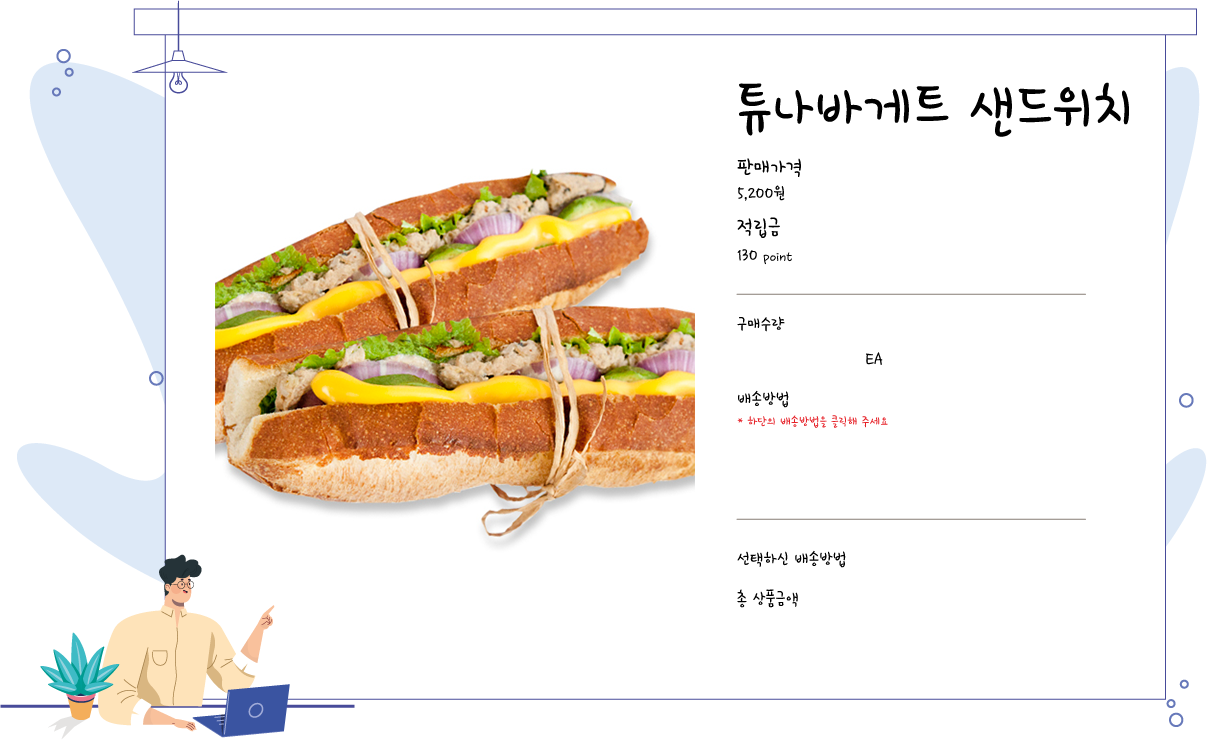 튜나바게트 샌드위치
판매가격
5,200원
적립금
130 point
구매수량
EA
배송방법
* 하단의 배송방법을 클릭해 주세요
선택하신 배송방법
총 상품금액